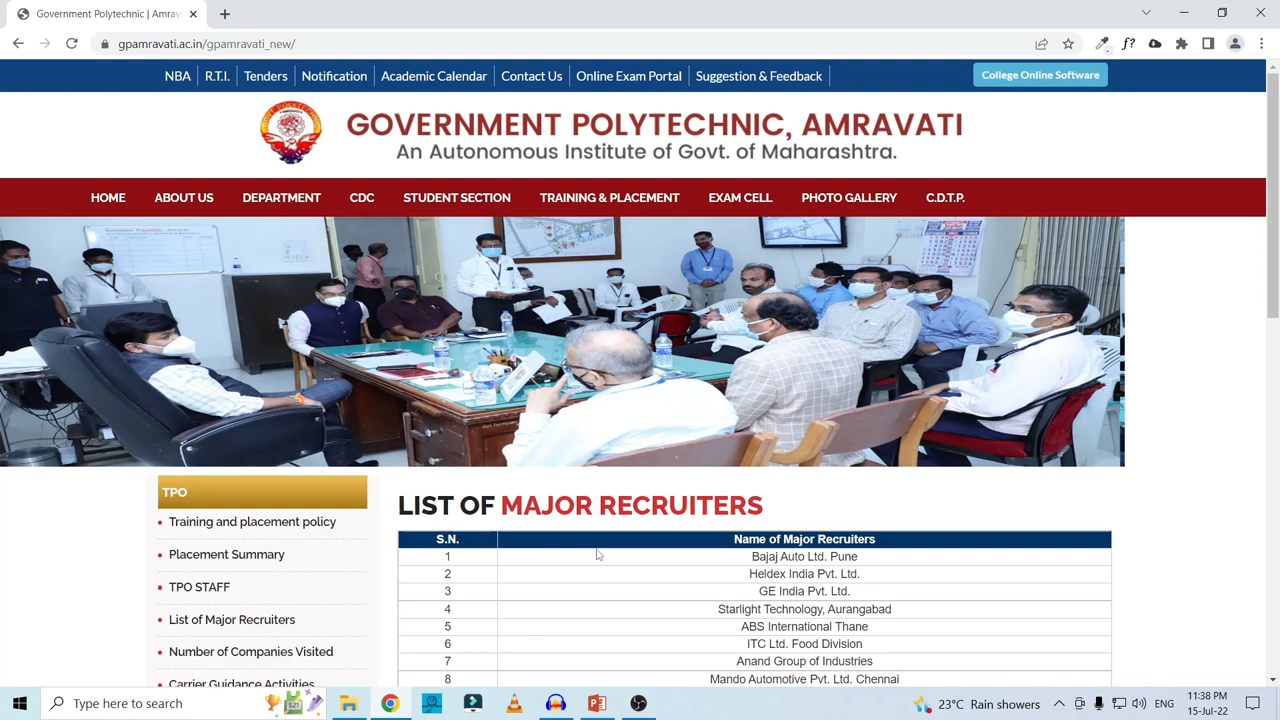 Government Polytechnic | Amrav
gpamravati.ac.in/gpamravati_new/
NBA R.T.I. Tenders Notification Academic Calendar Contact Us Online Exam Portal Suggestion & Feedback College Online Software
GOVERNMENT POLYTECHNIC, AMRAVATI
An Autonomous Institute of Govt. of Maharashtra.
HOME ABOUT US DEPARTMENT CDC STUDENT SECTION TRAINING & PLACEMENT EXAM CELL PHOTO GALLERY C.D.T.P.
TPO
Training and placement policy
Placement Summary
TPO STAFF
List of Major Recruiters
Number of Companies Visited
Carrier Guidance Activities
LIST OF MAJOR RECRUITERS
S.N. Name of Major Recruiters
1 Bajaj Auto Ltd. Pune
2 Heldex India Pvt. Ltd.
3 GE India Pvt. Ltd.
4 Starlight Technology, Aurangabad
5 ABS International Thane
6 ITC Ltd. Food Division
7 Anand Group of Industries
8 Mando Automotive Pvt. Ltd. Chennai
Type here to search
23°C Rain showers
ENG
11:38 PM
15-Jul-22